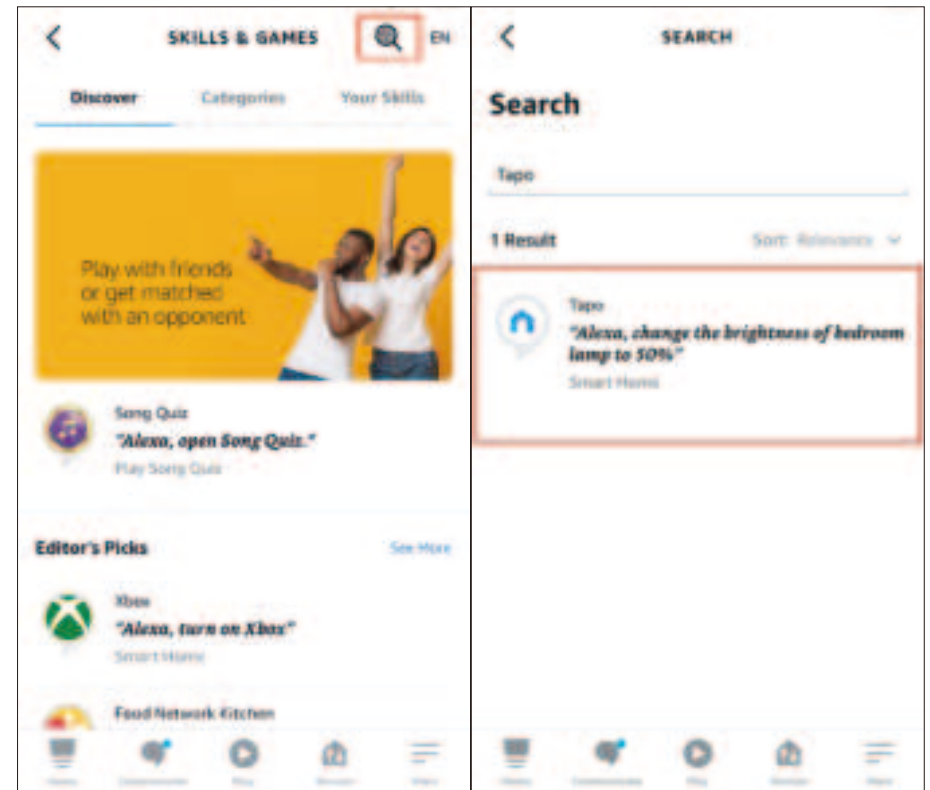 SKILLS & GAMES EN
Discover Categories Your Skills
Play with friends
or get matched
with an opponent
Song Quiz
"Alexa, open Song Quiz."
Play Song Quiz
Editor's Picks See More
Xbox
"Alexa, turn on Xbox"
Smart Home
Food Network Kitchen
SEARCH
Search
Tapo
1 Result Sort: Relevance
Tapo
"Alexa, change the brightness of bedroom
lamp to 50%"
Smart Home